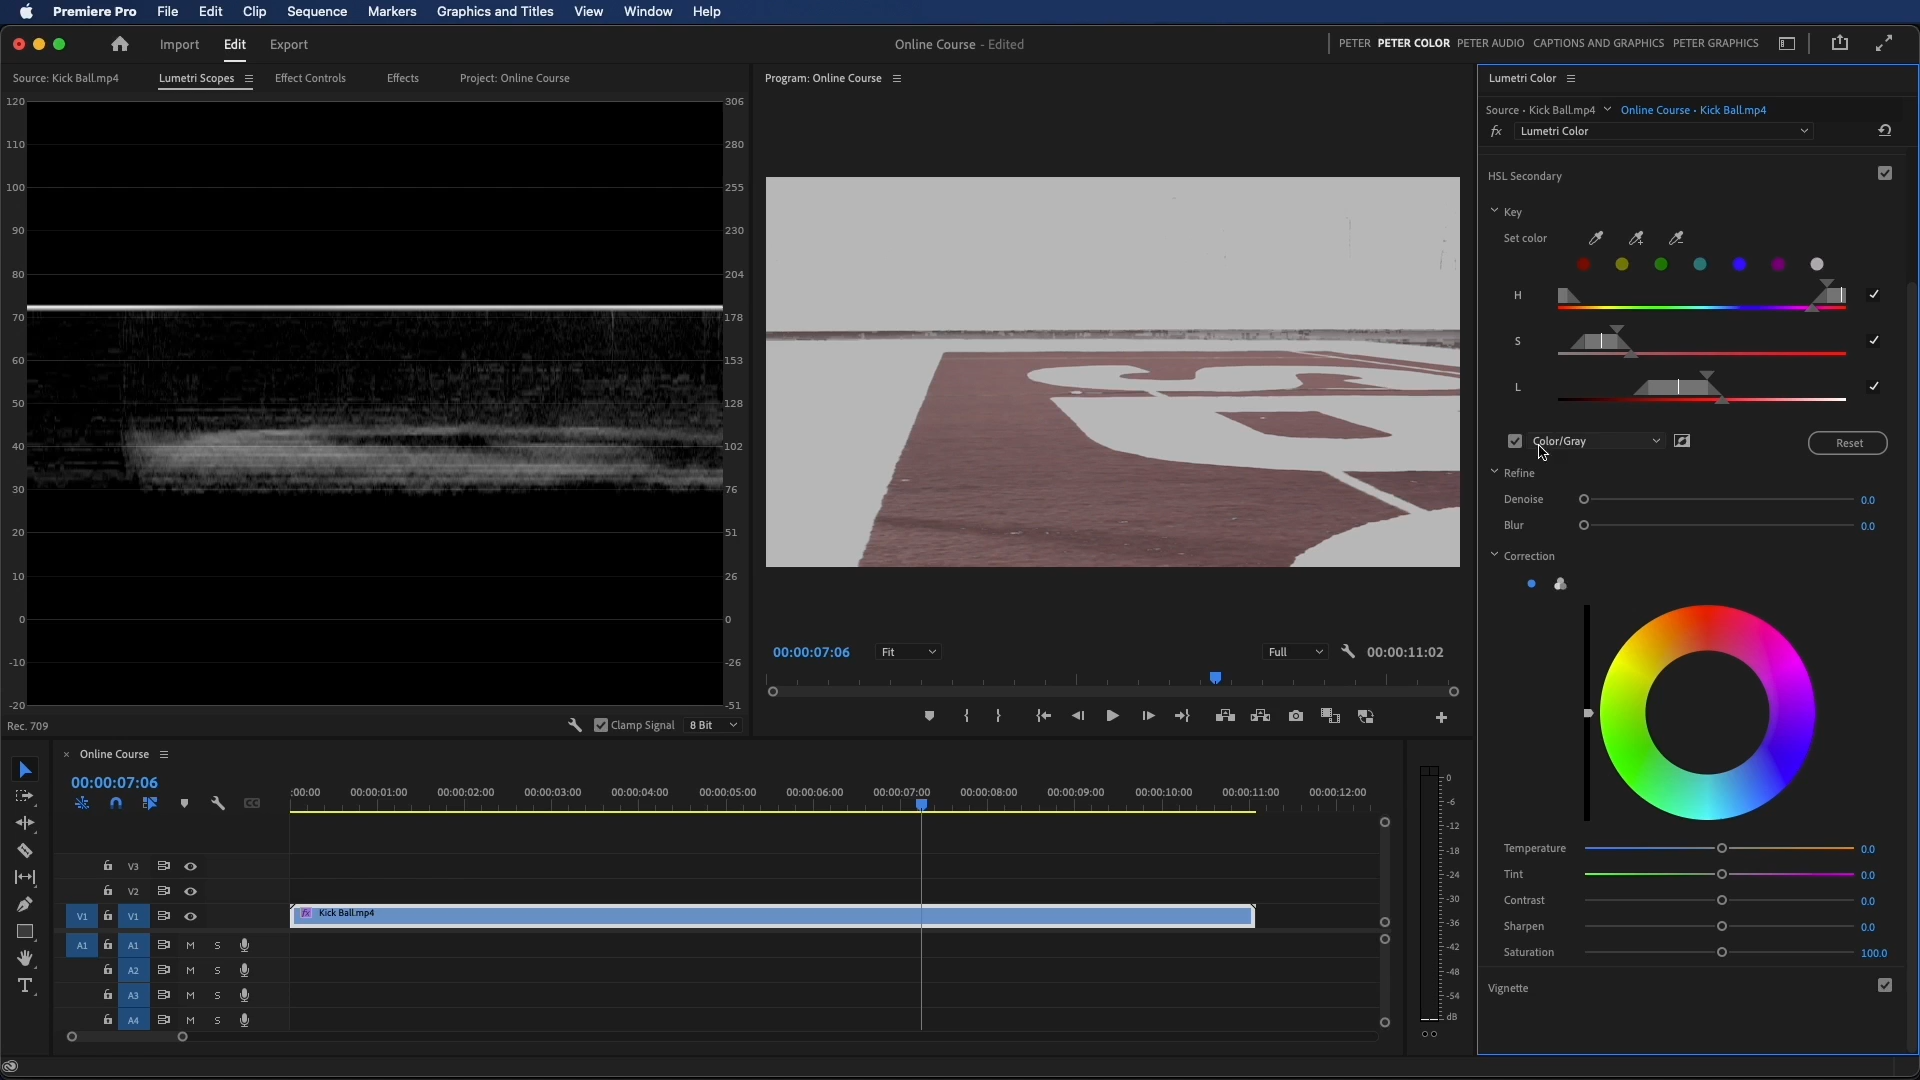 Premiere Pro File Edit Clip Sequence Markers Graphics and Titles View Window Help
Import Edit Export
Online Course - Edited
PETER PETER COLOR PETER AUDIO CAPTIONS AND GRAPHICS PETER GRAPHICS
Source: Kick Ball.mp4 Lumetri Scopes Effect Controls Effects Project: Online Course
Program: Online Course
Lumetri Color
Source • Kick Ball.mp4 Online Course • Kick Ball.mp4
fx Lumetri Color
120 306
110 280
100 255
90 230
80 204
70 178
60 153
50 128
40 102
30 76
20 51
10 26
0 0
-10 -26
-20 -51
Rec. 709 Clamp Signal 8 Bit
HSL Secondary
Key
Set color
H
S
L
Color/Gray Reset
Refine
Denoise 0.0
Blur 0.0
Correction
Temperature 0.0
Tint 0.0
Contrast 0.0
Sharpen 0.0
Saturation 100.0
Vignette
00:00:07:06 Fit Full 00:00:11:02
Online Course
00:00:07:06
:00:00 00:00:01:00 00:00:02:00 00:00:03:00 00:00:04:00 00:00:05:00 00:00:06:00 00:00:07:00 00:00:08:00 00:00:09:00 00:00:10:00 00:00:11:00 00:00:12:00
V3
V2
V1 V1 fx Kick Ball.mp4
A1 A1 M S
A2 M S
A3 M S
A4 M S
0
-6
-12
-18
-24
-30
-36
-42
-48
-54
dB